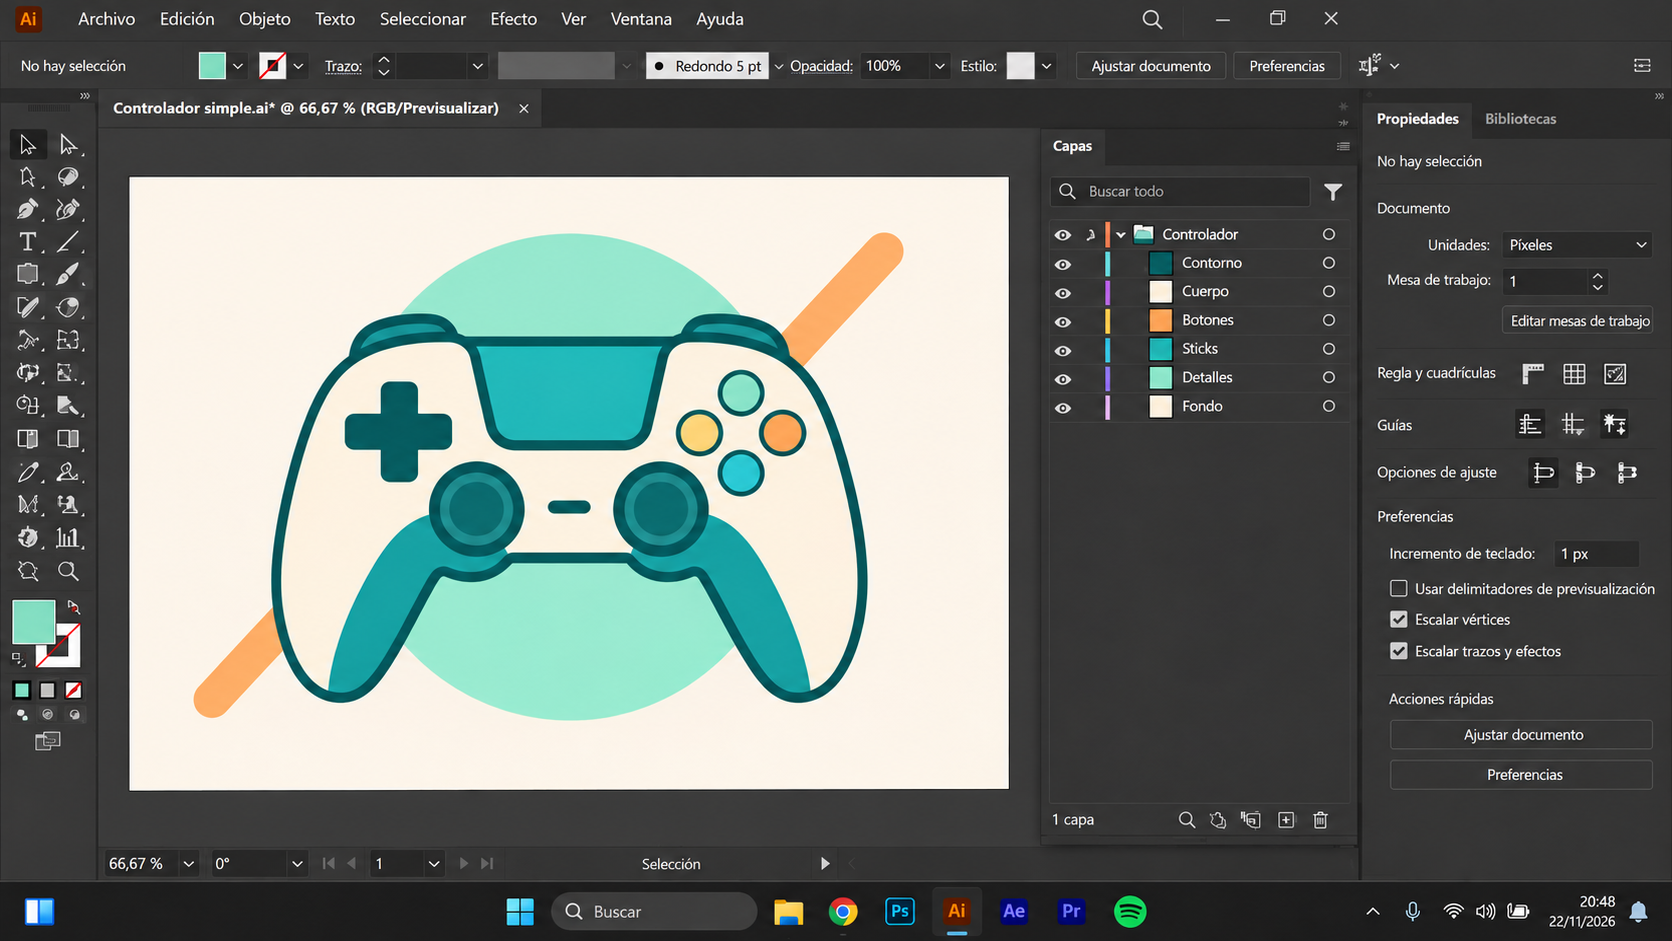 Ai Archivo Edición Objeto Texto Seleccionar Efecto Ver Ventana Ayuda
No hay selección Trazo: Redondo 5 pt Opacidad: 100% Estilo: Ajustar documento Preferencias
Controlador simple.ai* @ 66,67 % (RGB/Previsualizar)
Capas
Buscar todo
Controlador
Contorno
Cuerpo
Botones
Sticks
Detalles
Fondo
1 capa
Propiedades Bibliotecas
No hay selección
Documento
Unidades: Píxeles
Mesa de trabajo: 1
Editar mesas de trabajo
Regla y cuadrículas
Guías
Opciones de ajuste
Preferencias
Incremento de teclado: 1 px
Usar delimitadores de previsualización
Escalar vértices
Escalar trazos y efectos
Acciones rápidas
Ajustar documento
Preferencias
66,67 % 0° 1 Selección
Buscar Ps Ai Ae Pr 20:48
22/11/2026